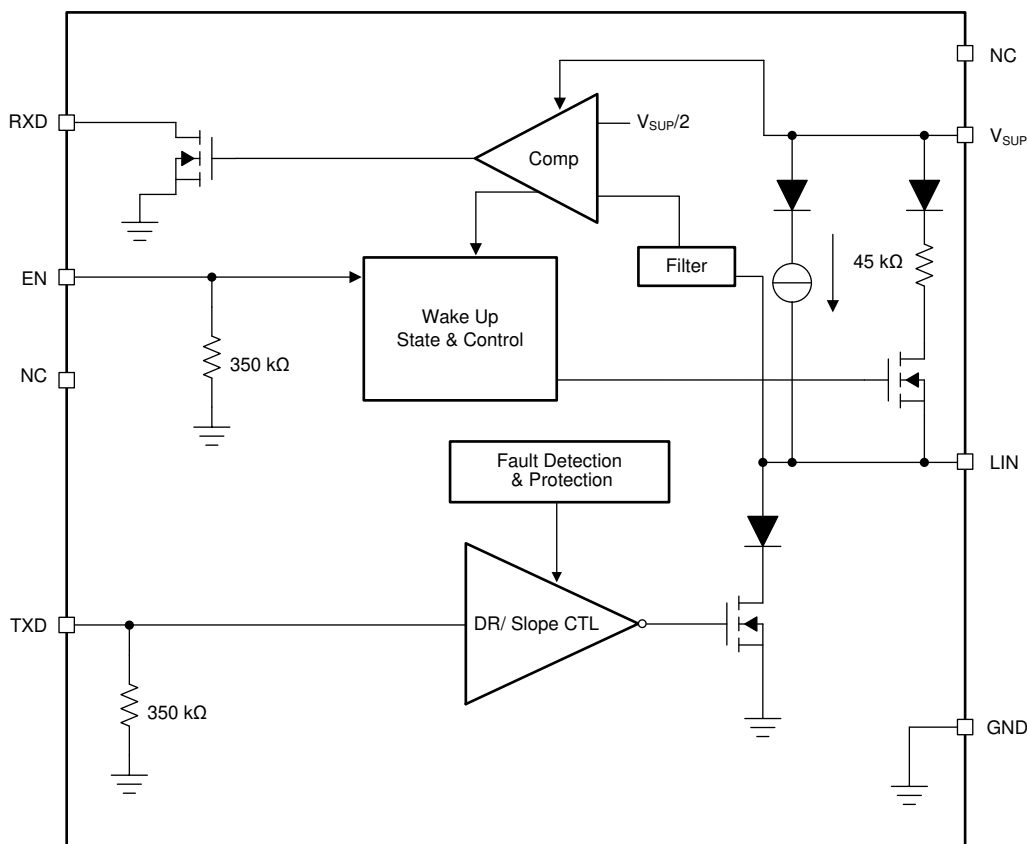 NC
RXD
V_SUP/2
V_SUP
Comp
EN
Filter
45 kΩ
Wake Up
State & Control
350 kΩ
NC
Fault Detection
& Protection
LIN
TXD
DR/ Slope CTL
350 kΩ
GND